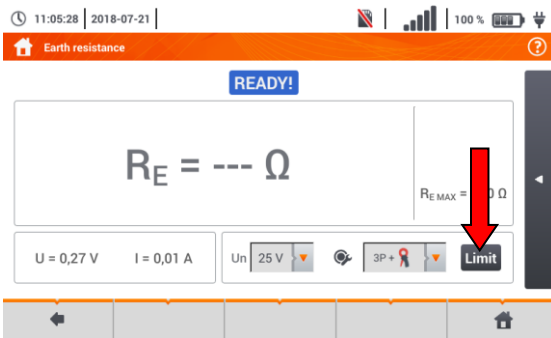 11:05:28 2018-07-21 100 %
Earth resistance ?
READY!
RE = --- Ω
RE MAX = 0 Ω
U = 0,27 V I = 0,01 A Un 25 V 3P + Limit